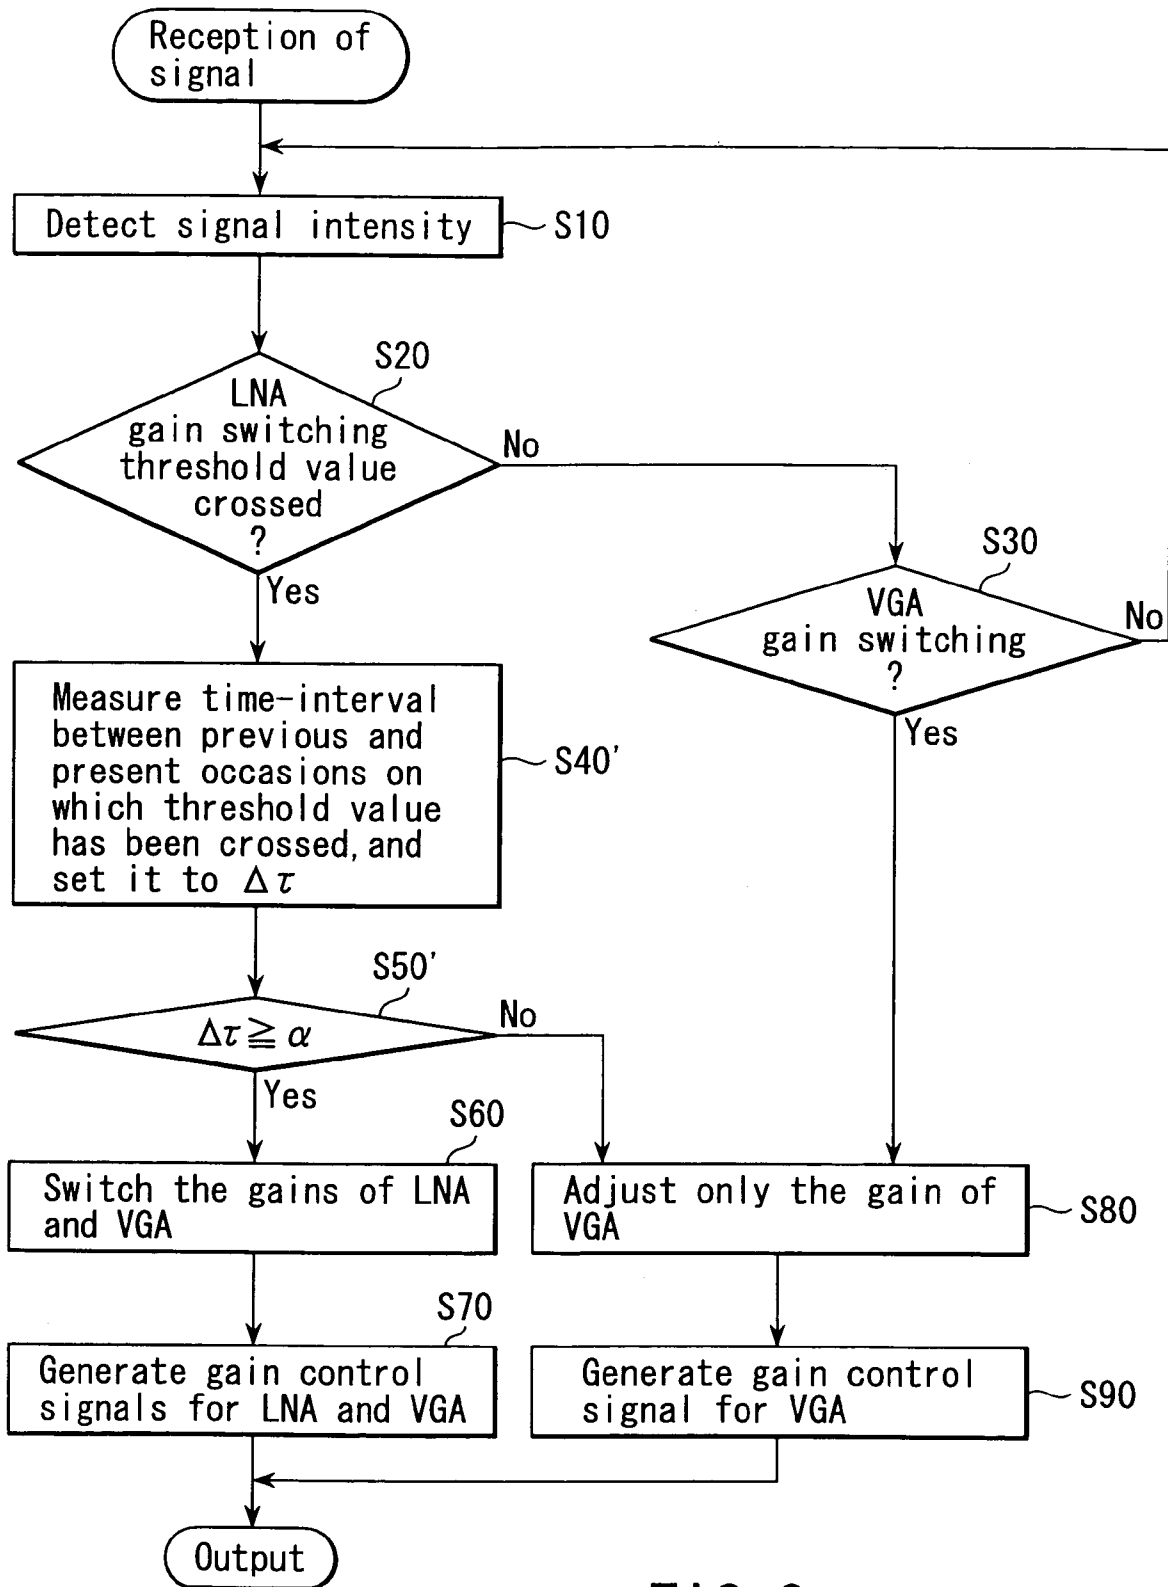 Reception of
signal
Detect signal intensity
S10
S20
LNA
gain switching
threshold value
crossed
?
No
Yes
S30
VGA
gain switching
?
No
Yes
Measure time-interval
between previous and
present occasions on
which threshold value
has been crossed, and
set it to Δτ
S40'
S50'
Δτ≧α
No
Yes
S60
Switch the gains of LNA
and VGA
Adjust only the gain of
VGA
S80
S70
Generate gain control
signals for LNA and VGA
Generate gain control
signal for VGA
S90
Output